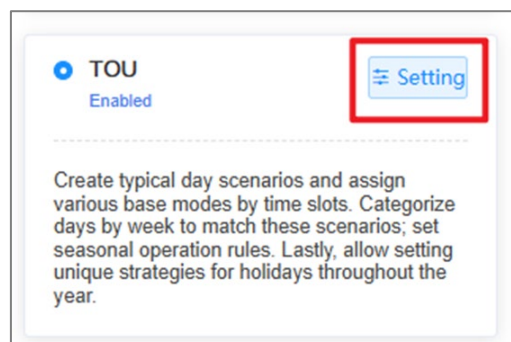 TOU
Setting
Enabled
Create typical day scenarios and assign
various base modes by time slots. Categorize
days by week to match these scenarios; set
seasonal operation rules. Lastly, allow setting
unique strategies for holidays throughout the
year.